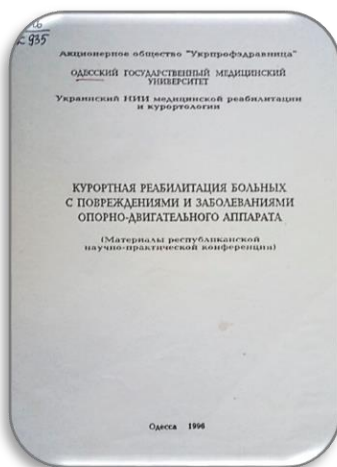 935
Акционерное общество "Укрпрофздравница"
ОДЕССКИЙ ГОСУДАРСТВЕННЫЙ МЕДИЦИНСКИЙ
УНИВЕРСИТЕТ
Украинский НИИ медицинской реабилитации
и курортологии
КУРОРТНАЯ РЕАБИЛИТАЦИЯ БОЛЬНЫХ
С ПОВРЕЖДЕНИЯМИ И ЗАБОЛЕВАНИЯМИ
ОПОРНО-ДВИГАТЕЛЬНОГО АППАРАТА
(Материалы республиканской
научно-практической конференции)
Одесса 1996